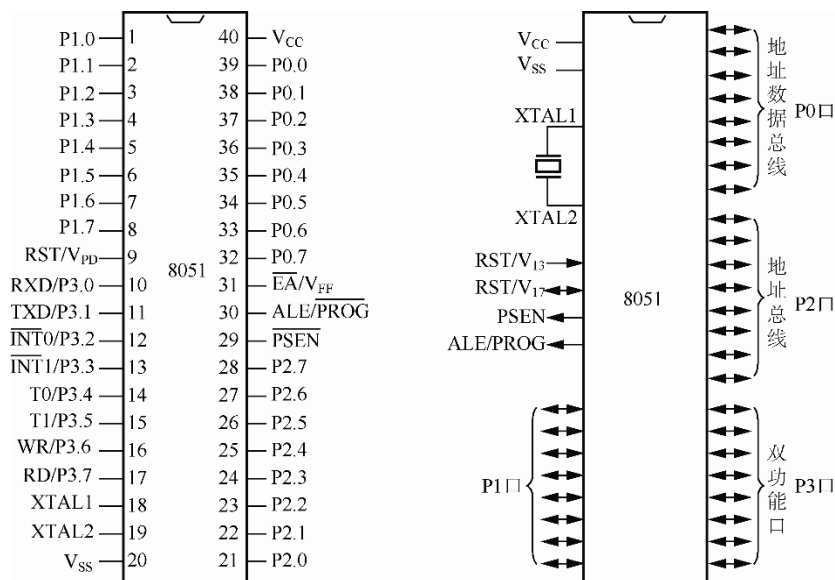 P1.0 1 40 VCC
P1.1 2 39 P0.0
P1.2 3 38 P0.1
P1.3 4 37 P0.2
P1.4 5 36 P0.3
P1.5 6 35 P0.4
P1.6 7 34 P0.5
P1.7 8 33 P0.6
RST/VPD 9 32 P0.7
8051
RXD/P3.0 10 31 E̅A̅/VFF
TXD/P3.1 11 30 ALE/P̅R̅O̅G̅
I̅N̅T̅0/P3.2 12 29 P̅S̅E̅N̅
I̅N̅T̅1/P3.3 13 28 P2.7
T0/P3.4 14 27 P2.6
T1/P3.5 15 26 P2.5
WR/P3.6 16 25 P2.4
RD/P3.7 17 24 P2.3
XTAL1 18 23 P2.2
XTAL2 19 22 P2.1
VSS 20 21 P2.0
VCC
VSS
XTAL1
XTAL2
RST/V13
RST/V17
PSEN
ALE/PROG
P1口
8051
地址数据总线
P0口
地址总线
P2口
双功能口
P3口